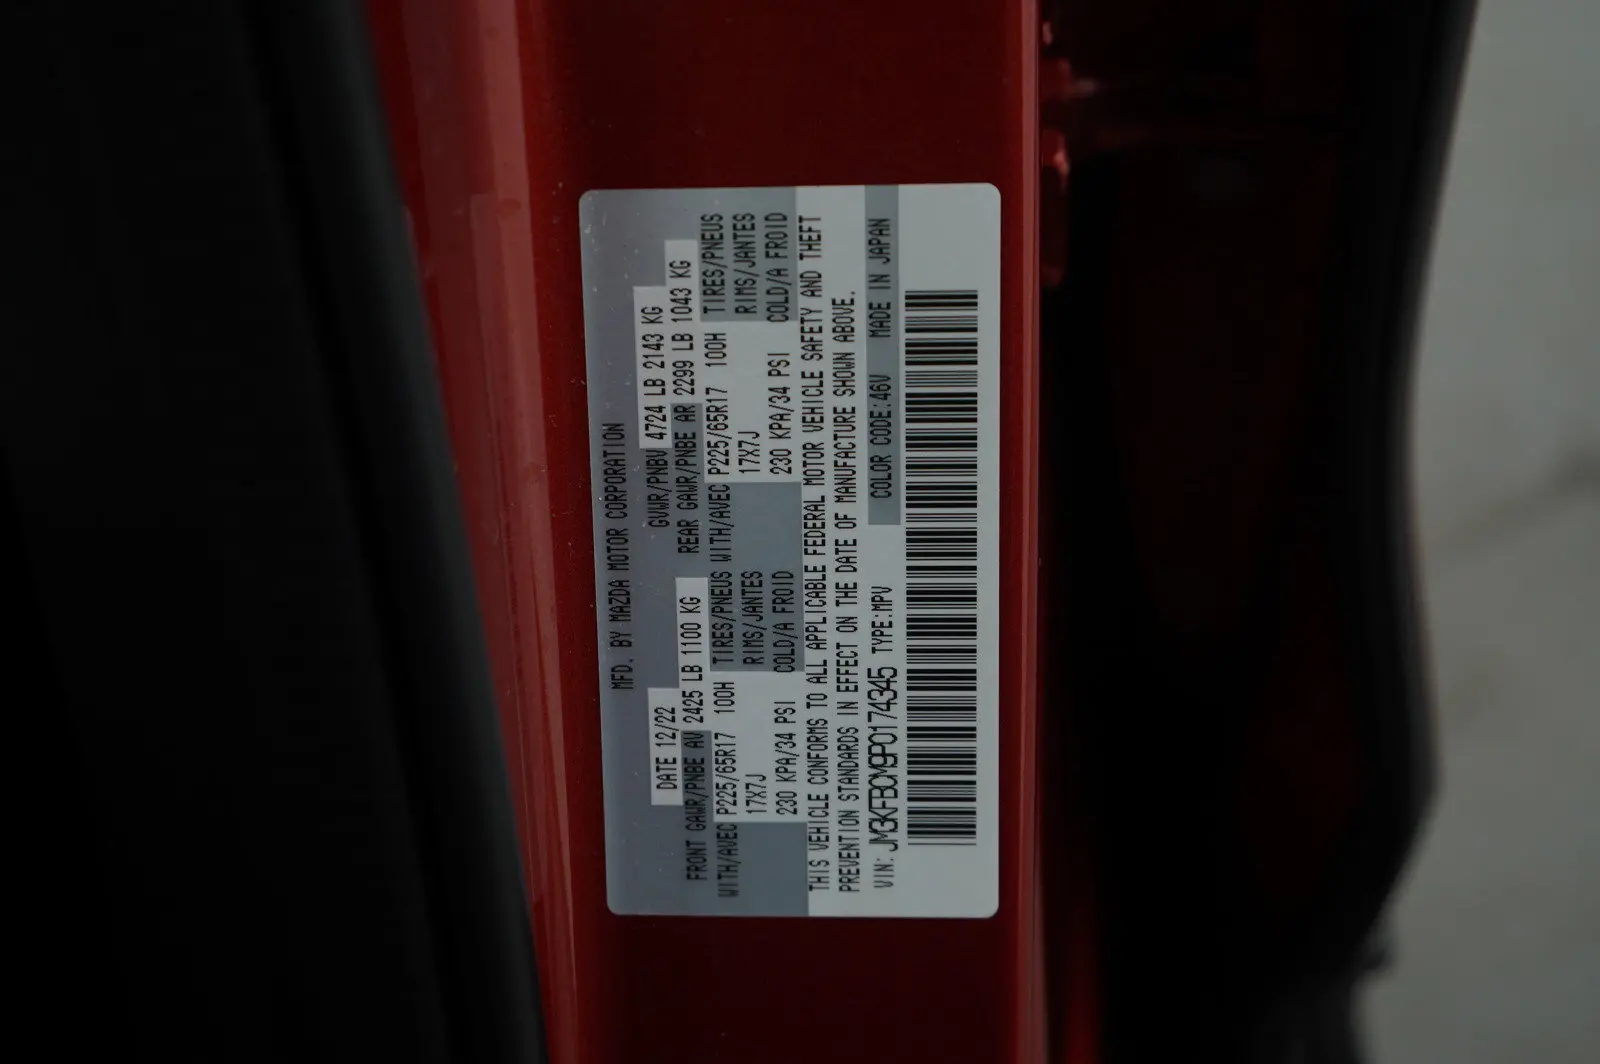 MFD. BY MAZDA MOTOR CORPORATION
DATE 12/22 GVWR/PNBV 4724 LB 2143 KG
FRONT GAWR/PNBE AV 2425 LB 1100 KG REAR GAWR/PNBE AR 2299 LB 1043 KG
WITH/AVEC P225/65R17 100H TIRES/PNEUS WITH/AVEC P225/65R17 100H TIRES/PNEUS
17X7J RIMS/JANTES 17X7J RIMS/JANTES
230 KPA/34 PSI COLD/A FROID 230 KPA/34 PSI COLD/A FROID
THIS VEHICLE CONFORMS TO ALL APPLICABLE FEDERAL MOTOR VEHICLE SAFETY AND THEFT
PREVENTION STANDARDS IN EFFECT ON THE DATE OF MANUFACTURE SHOWN ABOVE.
VIN: JM3KFBCM9P0174345 TYPE:MPV COLOR CODE:46V MADE IN JAPAN